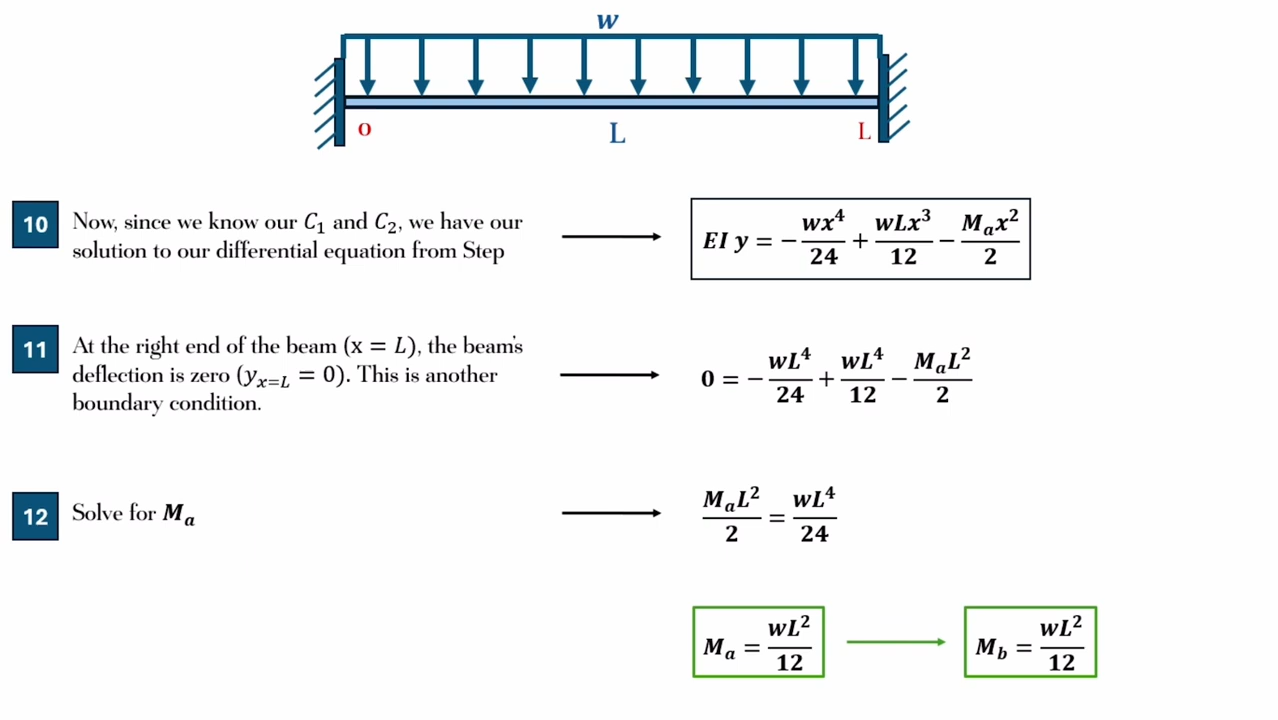 w
o L L
10 Now, since we know our C₁ and C₂, we have our
solution to our differential equation from Step
EI y = −wx⁴/24 + wLx³/12 − Mₐx²/2
11 At the right end of the beam (x = L), the beam's
deflection is zero (yₓ₌L = 0). This is another
boundary condition.
0 = −wL⁴/24 + wL⁴/12 − MₐL²/2
12 Solve for Mₐ
MₐL²/2 = wL⁴/24
Mₐ = wL²/12
M_b = wL²/12